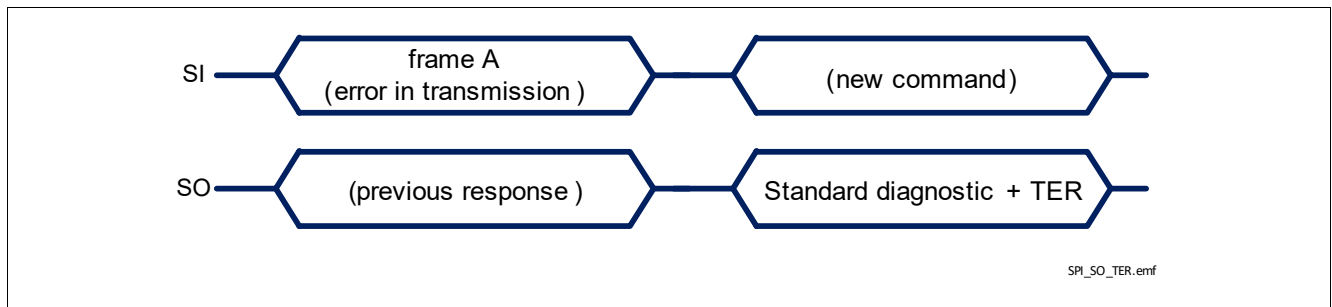 SI
frame A
(error in transmission )
(new command)
SO
(previous response )
Standard diagnostic + TER
SPI_SO_TER.emf